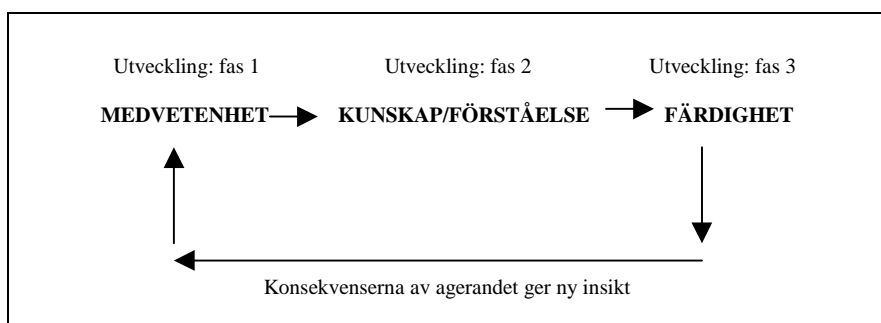 Utveckling: fas 1 Utveckling: fas 2 Utveckling: fas 3
MEDVETENHET KUNSKAP/FÖRSTÅELSE FÄRDIGHET
Konsekvenserna av agerandet ger ny insikt